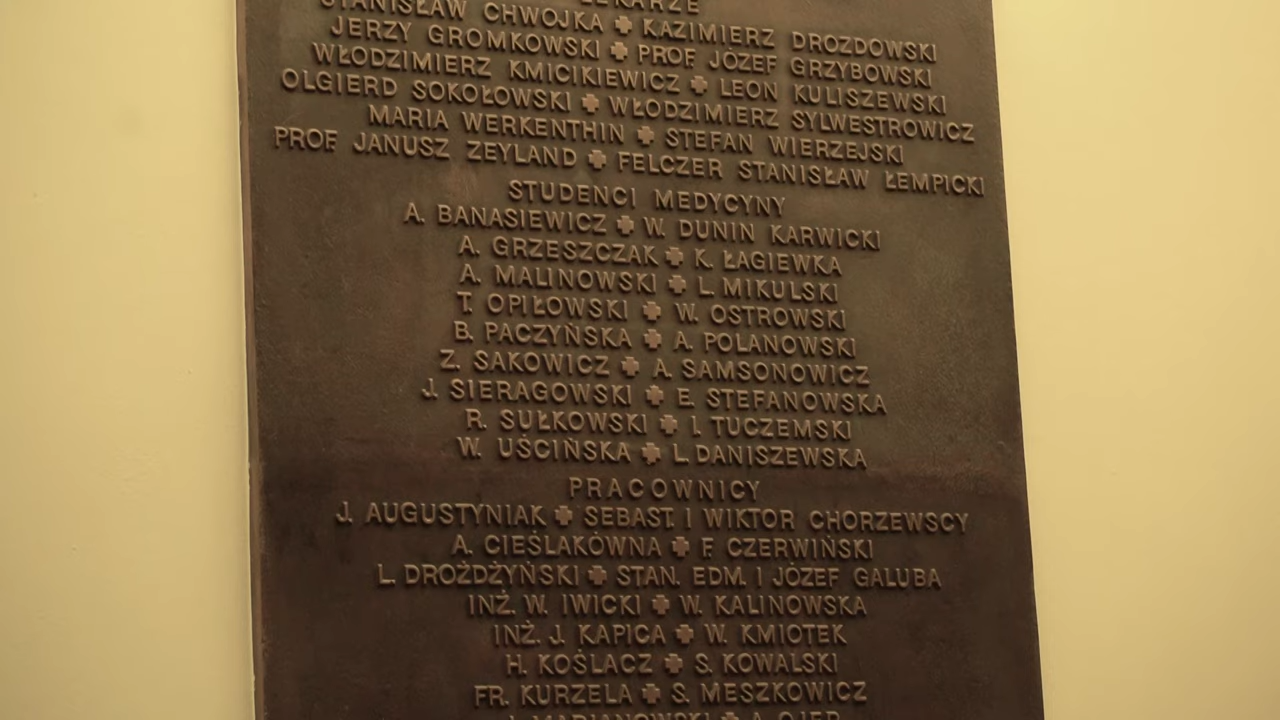 LEKARZE
STANISŁAW CHWOJKA ✚ KAZIMIERZ DROZDOWSKI
JERZY GROMKOWSKI ✚ PROF. JÓZEF GRZYBOWSKI
WŁODZIMIERZ KMICIKIEWICZ ✚ LEON KULISZEWSKI
OLGIERD SOKOŁOWSKI ✚ WŁODZIMIERZ SYLWESTROWICZ
MARIA WERKENTHIN ✚ STEFAN WIERZEJSKI
PROF. JANUSZ ZEYLAND ✚ FELCZER STANISŁAW ŁEMPICKI
STUDENCI MEDYCYNY
A. BANASIEWICZ ✚ W. DUNIN KARWICKI
A. GRZESZCZAK ✚ K. ŁAGIEWKA
A. MALINOWSKI ✚ L. MIKULSKI
T. OPIŁOWSKI ✚ W. OSTROWSKI
B. PACZYŃSKA ✚ A. POLANOWSKI
Z. SAKOWICZ ✚ A. SAMSONOWICZ
J. SIERAGOWSKI ✚ E. STEFANOWSKA
R. SUŁKOWSKI ✚ I. TUCZEMSKI
W. UŚCIŃSKA ✚ L. DANISZEWSKA
PRACOWNICY
J. AUGUSTYNIAK ✚ SEBAST. I WIKTOR CHORZEWSCY
A. CIEŚLAKÓWNA ✚ F. CZERWIŃSKI
L. DROŻDŻYŃSKI ✚ STAN. EDM. I JÓZEF GALUBA
INŻ. W. IWICKI ✚ W. KALINOWSKA
INŻ. J. KAPICA ✚ W. KMIOTEK
H. KOŚLACZ ✚ S. KOWALSKI
FR. KURZELA ✚ S. MESZKOWICZ
MARJANOWSKI ✚ A. OJER